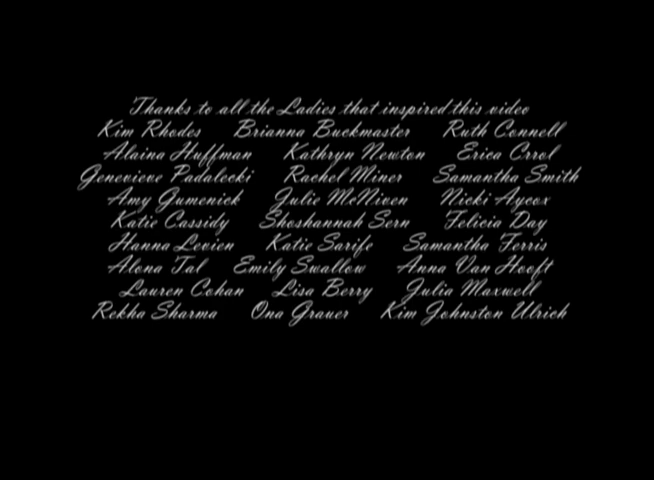 Thanks to all the Ladies that inspired this video
Kim Rhodes Brianna Buckmaster Ruth Connell
Alaina Huffman Kathryn Newton Erica Crrol
Genevieve Padalecki Rachel Miner Samantha Smith
Amy Gumenick Julie McNiven Nicki Aycox
Katie Cassidy Shoshannah Sern Felicia Day
Hanna Levien Katie Sarife Samantha Ferris
Alona Tal Emily Swallow Anna Van Hooft
Lauren Cohan Lisa Berry Julia Maxwell
Rekha Sharma Ona Grauer Kim Johnston Ulrich